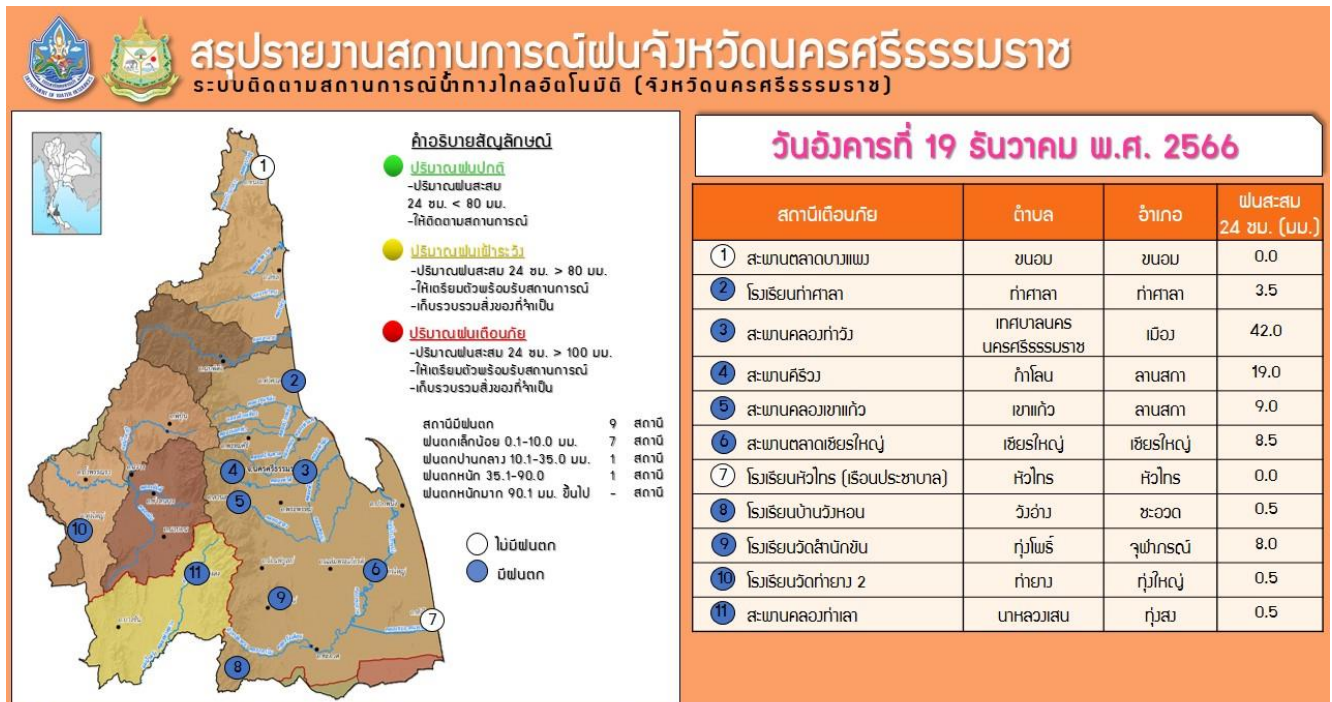 สรุปรายงานสถานการณ์ฝนจังหวัดนครศรีธรรมราช
ระบบติดตามสถานการณ์น้ำทางไกลอัตโนมัติ (จังหวัดนครศรีธรรมราช)
คำอธิบายสัญลักษณ์
ปริมาณฝนปกติ
-ปริมาณฝนสะสม
24 ชม. < 80 มม.
-ให้ติดตามสถานการณ์
ปริมาณฝนเฝ้าระวัง
-ปริมาณฝนสะสม 24 ชม. > 80 มม.
-ให้เตรียมตัวพร้อมรับสถานการณ์
-เก็บรวบรวมสิ่งของที่จำเป็น
ปริมาณฝนเตือนภัย
-ปริมาณฝนสะสม 24 ชม. > 100 มม.
-ให้เตรียมตัวพร้อมรับสถานการณ์
-เก็บรวบรวมสิ่งของที่จำเป็น
สถานีมีฝนตก 9 สถานี
ฝนตกเล็กน้อย 0.1-10.0 มม. 7 สถานี
ฝนตกปานกลาง 10.1-35.0 มม. 1 สถานี
ฝนตกหนัก 35.1-90.0 1 สถานี
ฝนตกหนักมาก 90.1 มม. ขึ้นไป - สถานี
ไม่มีฝนตก
มีฝนตก
1
2
3
4
5
6
7
8
9
10
11
วันอังคารที่ 19 ธันวาคม พ.ศ. 2566
สถานีเตือนภัย ตำบล อำเภอ ฝนสะสม
24 ชม. (มม.)
1 สะพานตลาดบางแพง ขนอม ขนอม 0.0
2 โรงเรียนท่าศาลา ท่าศาลา ท่าศาลา 3.5
3 สะพานคลองท่าวัง เทศบาลนคร
นครศรีธรรมราช เมือง 42.0
4 สะพานคีรีวง กำโลน ลานสกา 19.0
5 สะพานคลองเขาแก้ว เขาแก้ว ลานสกา 9.0
6 สะพานตลาดเชียรใหญ่ เชียรใหญ่ เชียรใหญ่ 8.5
7 โรงเรียนหัวไทร (เรือนประชาบาล) หัวไทร หัวไทร 0.0
8 โรงเรียนบ้านวังหอน วังอ่าง ชะอวด 0.5
9 โรงเรียนวัดสำนักขัน ทุ่งโพธิ์ จุฬาภรณ์ 8.0
10 โรงเรียนวัดท่ายาง 2 ท่ายาง ทุ่งใหญ่ 0.5
11 สะพานคลองท่าเลา นาหลวงเสน ทุ่งสง 0.5